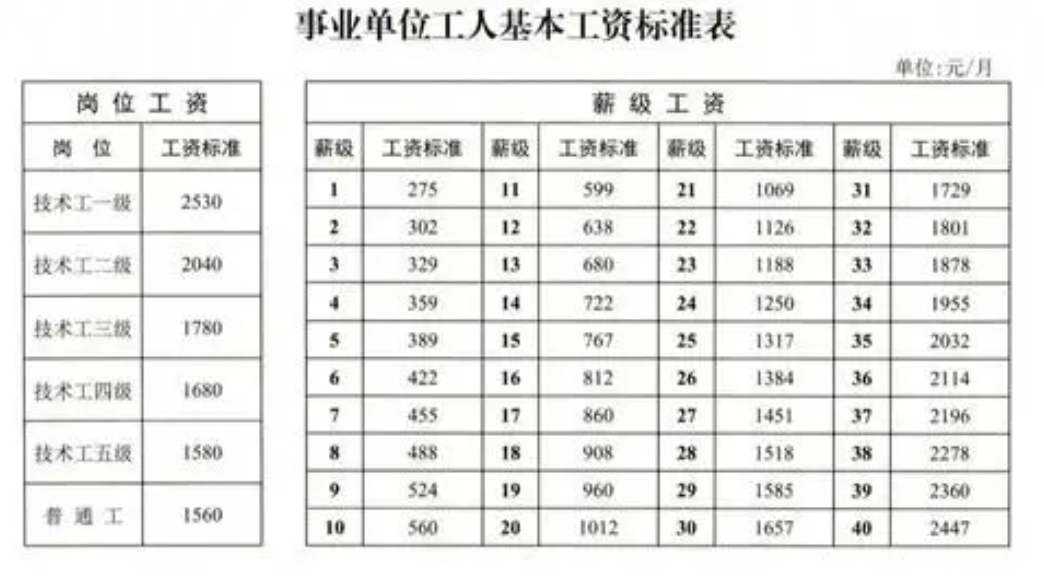 事业单位工人基本工资标准表
单位:元/月
岗位工资
岗位 工资标准
技术工一级 2530
技术工二级 2040
技术工三级 1780
技术工四级 1680
技术工五级 1580
普通工 1560
薪级工资
薪级 工资标准 薪级 工资标准 薪级 工资标准 薪级 工资标准
1 275 11 599 21 1069 31 1729
2 302 12 638 22 1126 32 1801
3 329 13 680 23 1188 33 1878
4 359 14 722 24 1250 34 1955
5 389 15 767 25 1317 35 2032
6 422 16 812 26 1384 36 2114
7 455 17 860 27 1451 37 2196
8 488 18 908 28 1518 38 2278
9 524 19 960 29 1585 39 2360
10 560 20 1012 30 1657 40 2447